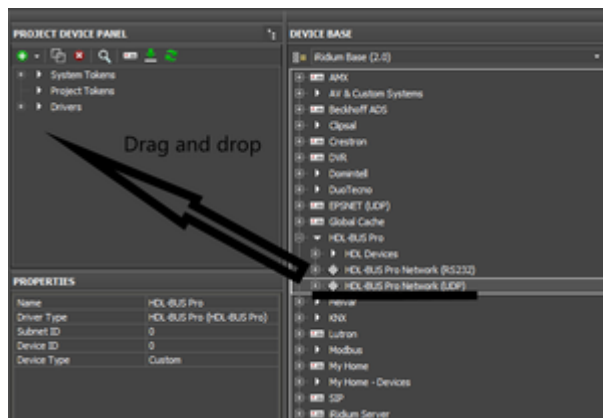 PROJECT DEVICE PANEL
System Tokens
Project Tokens
Drivers
Drag and drop
PROPERTIES
Name HDL-BUS Pro
Driver Type HDL-BUS Pro (HDL-BUS Pro)
Subnet ID 0
Device ID 0
Device Type Custom
DEVICE BASE
iRidium Base (2.0)
AMX
AV & Custom Systems
Beckhoff ADS
Clipsal
Crestron
DVR
Domintell
DuoTecno
EPSNET (UDP)
Global Cache
HDL-BUS Pro
HDL Devices
HDL-BUS Pro Network (RS232)
HDL-BUS Pro Network (UDP)
Helvar
KNX
Lutron
Modbus
My Home
My Home - Devices
SIP
iRidium Server